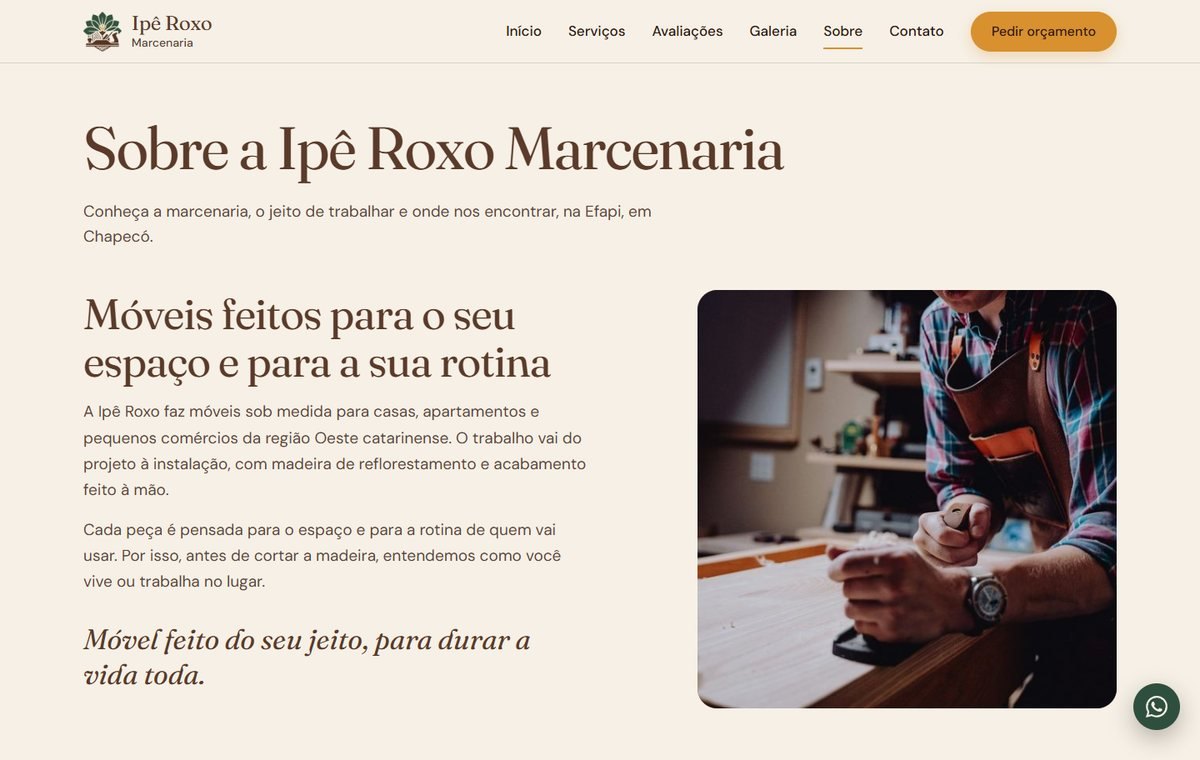 Ipê Roxo
Marcenaria
Início
Serviços
Avaliações
Galeria
Sobre
Contato
Pedir orçamento
Sobre a Ipê Roxo Marcenaria
Conheça a marcenaria, o jeito de trabalhar e onde nos encontrar, na Efapi, em
Chapecó.
Móveis feitos para o seu
espaço e para a sua rotina
A Ipê Roxo faz móveis sob medida para casas, apartamentos e
pequenos comércios da região Oeste catarinense. O trabalho vai do
projeto à instalação, com madeira de reflorestamento e acabamento
feito à mão.
Cada peça é pensada para o espaço e para a rotina de quem vai
usar. Por isso, antes de cortar a madeira, entendemos como você
vive ou trabalha no lugar.
Móvel feito do seu jeito, para durar a
vida toda.